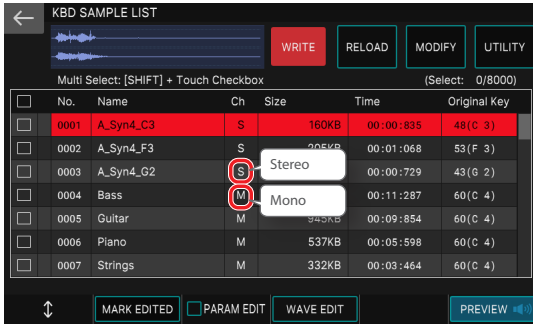 KBD SAMPLE LIST
WRITE RELOAD MODIFY UTILITY
Multi Select: [SHIFT] + Touch Checkbox (Select: 0/8000)
No. Name Ch Size Time Original Key
0001 A_Syn4_C3 S 160KB 00:00:835 48(C 3)
0002 A_Syn4_F3 S 205KB 00:01:068 53(F 3)
0003 A_Syn4_G2 S Stereo 00:00:729 43(G 2)
0004 Bass M Mono 00:11:287 60(C 4)
0005 Guitar M 945KB 00:09:854 60(C 4)
0006 Piano M 537KB 00:05:598 60(C 4)
0007 Strings M 332KB 00:03:464 60(C 4)
MARK EDITED PARAM EDIT WAVE EDIT PREVIEW